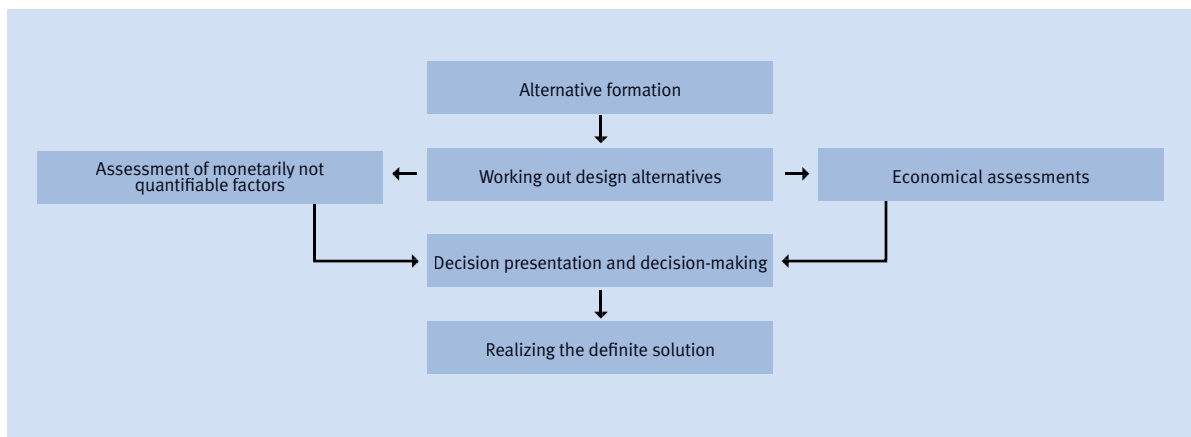 Alternative formation
Assessment of monetarily not
quantifiable factors
Working out design alternatives
Economical assessments
Decision presentation and decision-making
Realizing the definite solution